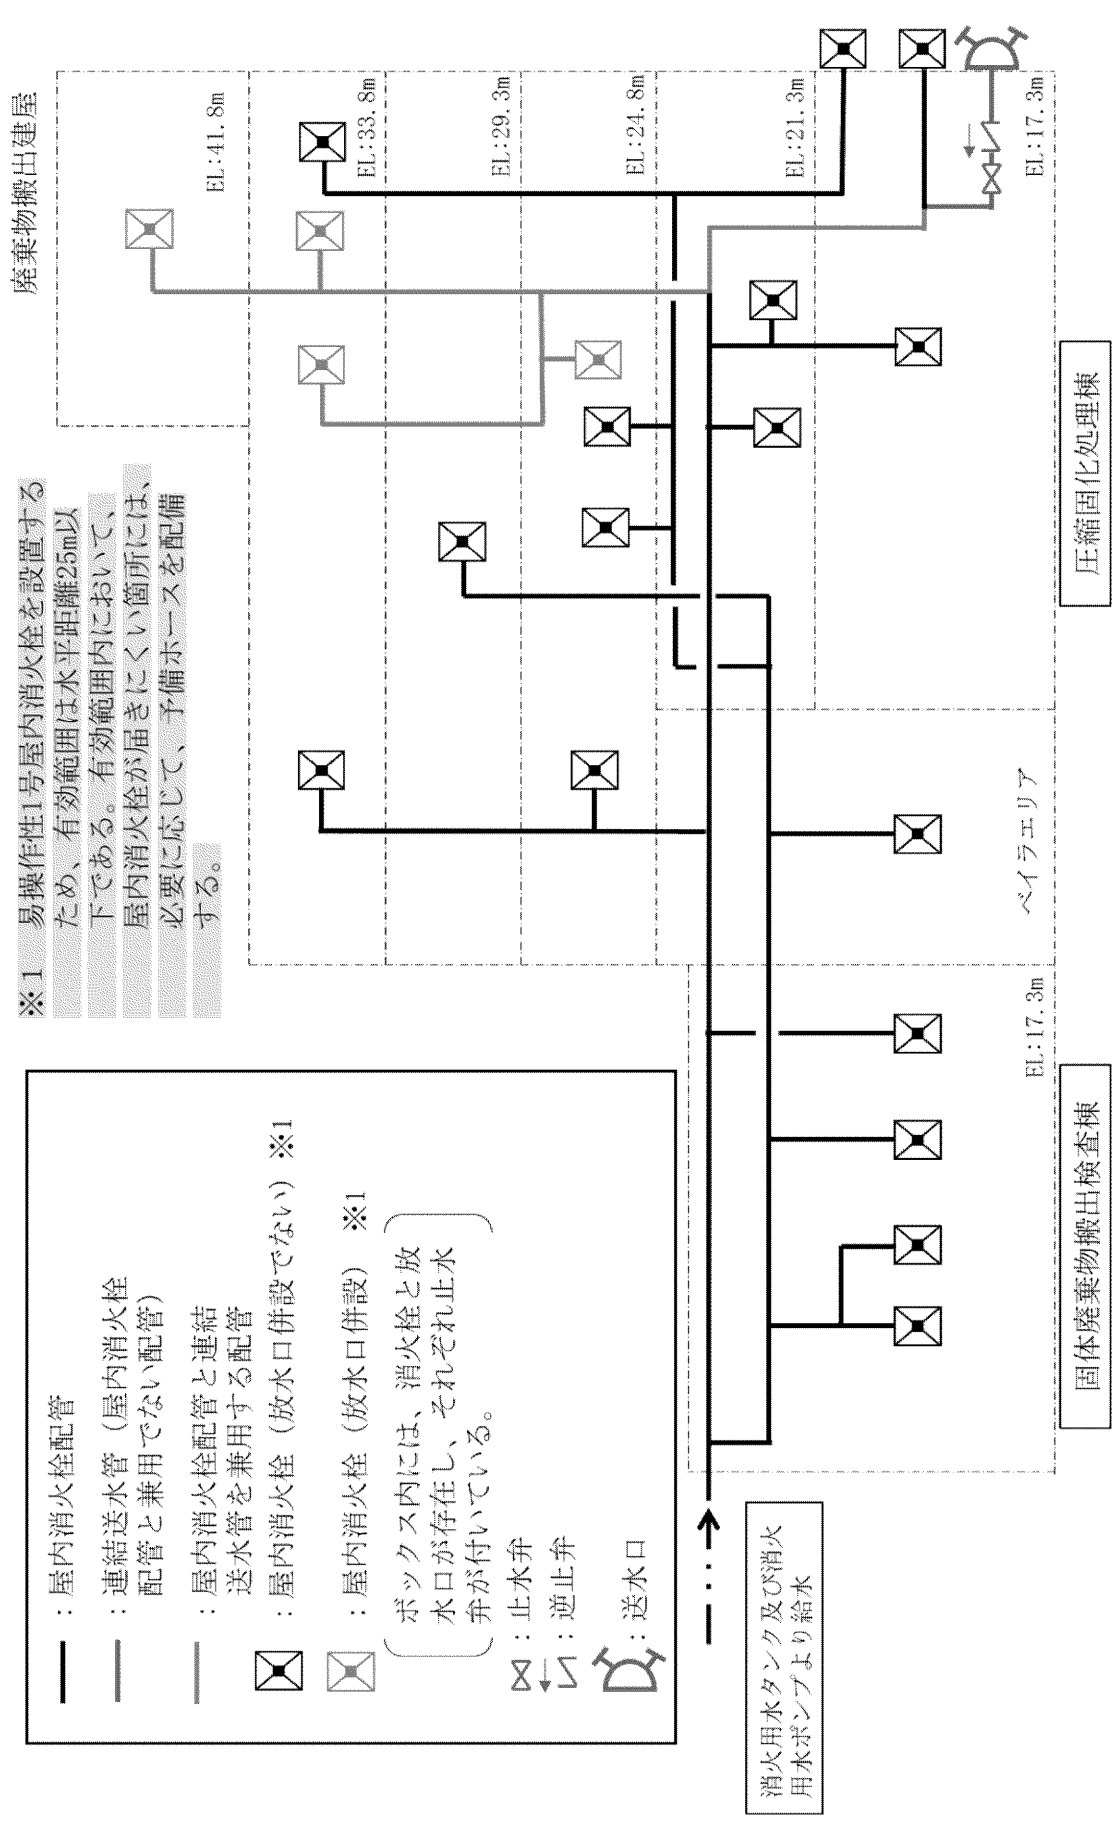 ※1 易操作性1号屋内消火栓を設置する
ため、有効範囲は水平距離25m以
下である。有効範囲内において、
屋内消火栓が届きにくい箇所には、
必要に応じて、予備ホースを配備
する。
廃棄物搬出建屋
EL:41.8m
EL:33.8m
EL:29.3m
EL:24.8m
EL:21.3m
EL:17.3m
:屋内消火栓配管
:連結送水管(屋内消火栓
配管と兼用でない配管)
:屋内消火栓配管と連結
送水管を兼用する配管
:屋内消火栓(放水口併設でない)※1
:屋内消火栓(放水口併設) ※1
ボックス内には、消火栓と放
水口が存在し、それぞれ止水
弁が付いている。
:止水弁
:逆止弁
:送水口
消火用水タンク及び消火
用水ポンプより給水
EL:17.3m
ベイラエリア
固体廃棄物搬出検査棟
圧縮固化処理棟